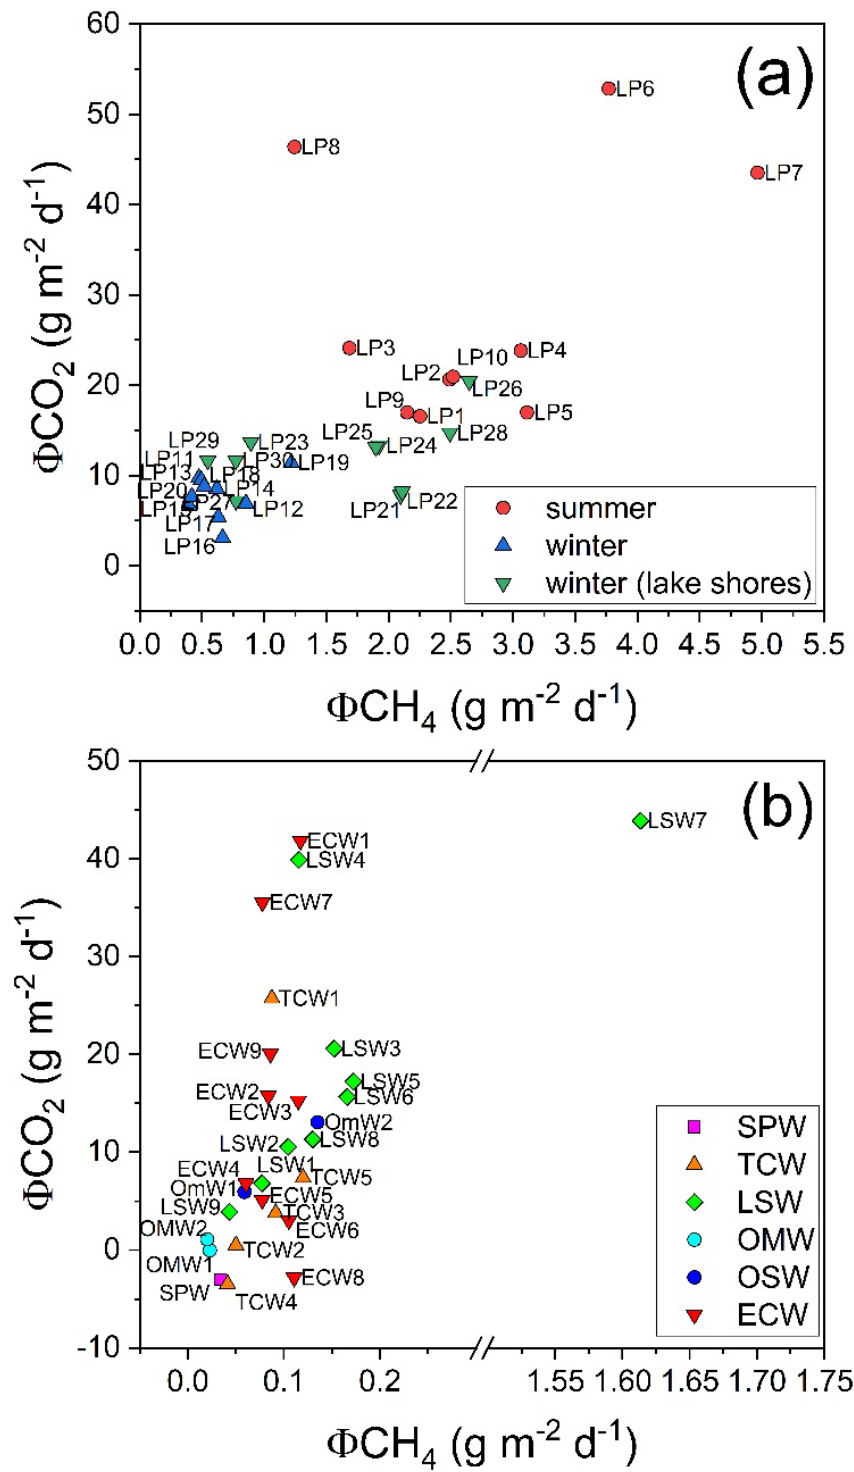 60
(a)
LP6
50
LP8
LP7
40
30
LP3
LP10
LP4
LP2
20
LP26
LP9
LP1
LP5
LP25
LP28
LP29
LP23
LP24
LP11
LP30
LP19
10
LP13
LP18
LP20
LP14
LP27
LP22
LP15
LP12
LP21
LP17
LP16
0
summer
winter
winter (lake shores)
0.0 0.5 1.0 1.5 2.0 2.5 3.0 3.5 4.0 4.5 5.0 5.5
ΦCO2 (g m-2 d-1)
ΦCH4 (g m-2 d-1)
50
(b)
LSW7
ECW1
40
LSW4
ECW7
30
TCW1
20
ECW9
LSW3
LSW5
ECW2
LSW6
ECW3
OmW2
10
LSW2
LSW8
LSW1
ECW4
TCW5
OmW1
ECW5
LSW9
TCW3
OMW2
ECW6
0
TCW2
OMW1
ECW8
SPW
TCW4
-10
SPW
TCW
LSW
OMW
OSW
ECW
0.0 0.1 0.2 1.55 1.60 1.65 1.70 1.75
ΦCO2 (g m-2 d-1)
ΦCH4 (g m-2 d-1)